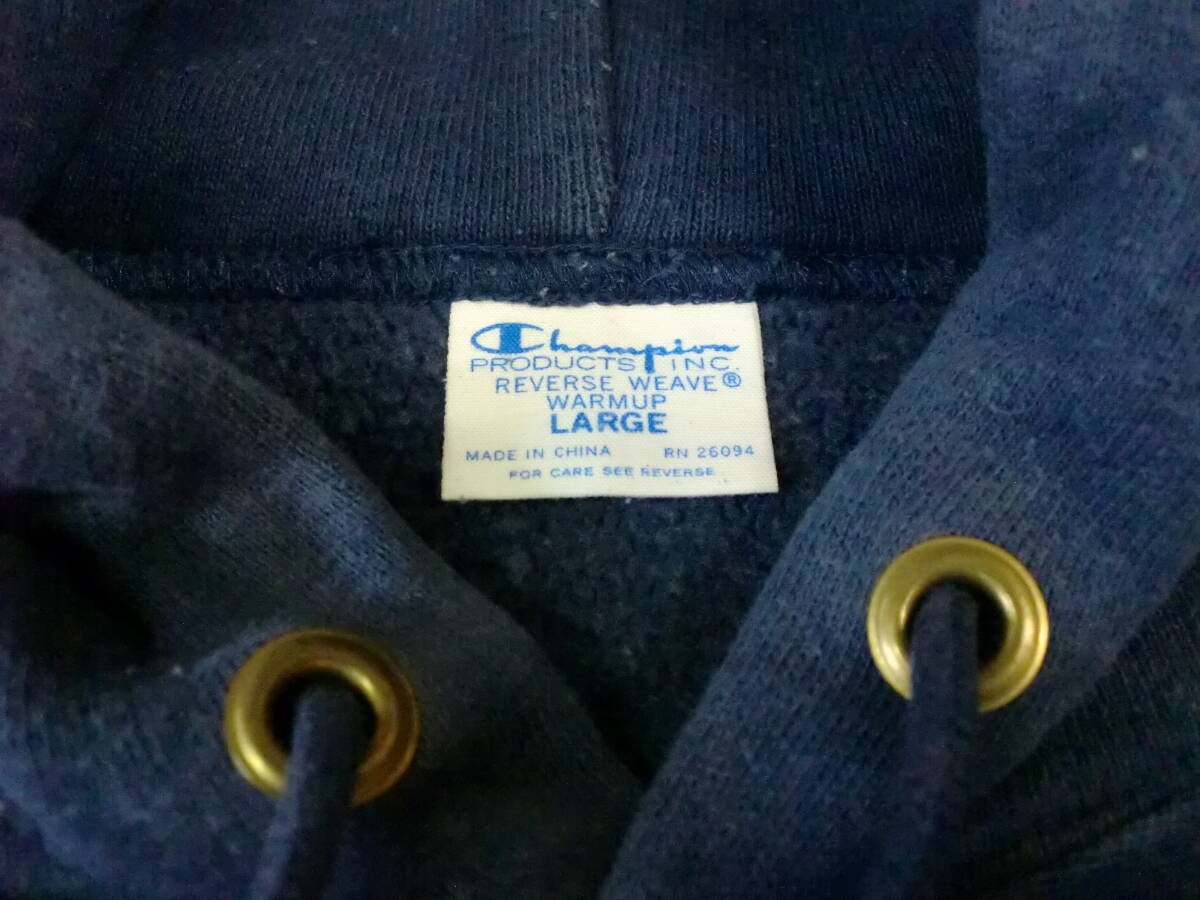 Champion
PRODUCTS INC.
REVERSE WEAVE®
WARMUP
LARGE
MADE IN CHINA RN 26094
FOR CARE SEE REVERSE